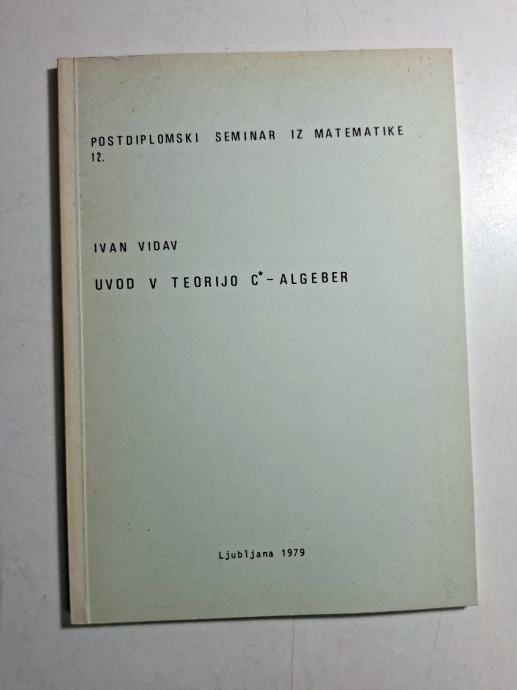 POSTDIPLOMSKI SEMINAR IZ MATEMATIKE
12.
IVAN VIDAV
UVOD V TEORIJO C*-ALGEBER
Ljubljana 1979